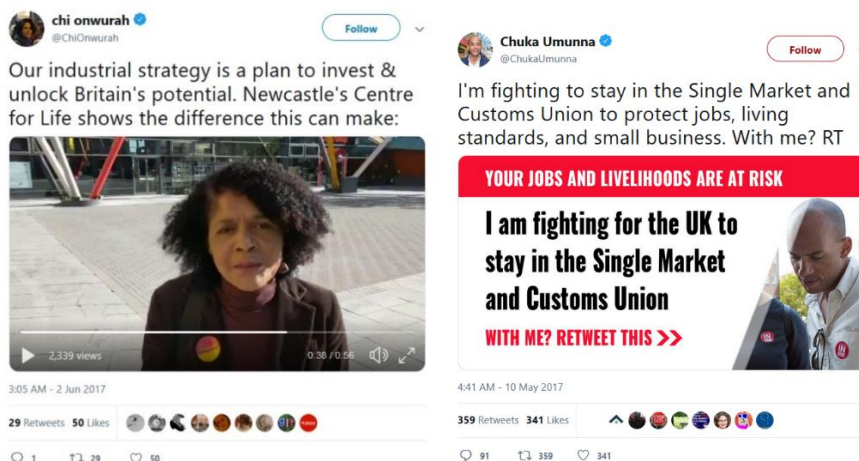 chi onwurah
@ChiOnwurah
Follow
Our industrial strategy is a plan to invest &
unlock Britain's potential. Newcastle's Centre
for Life shows the difference this can make:
2,339 views
0:38 / 0:56
3:05 AM - 2 Jun 2017
29 Retweets 50 Likes
1 29 50
Chuka Umunna
@ChukaUmunna
Follow
I'm fighting to stay in the Single Market and
Customs Union to protect jobs, living
standards, and small business. With me? RT
YOUR JOBS AND LIVELIHOODS ARE AT RISK
I am fighting for the UK to
stay in the Single Market
and Customs Union
WITH ME? RETWEET THIS >>
IN
IN
4:41 AM - 10 May 2017
359 Retweets 341 Likes
91 359 341